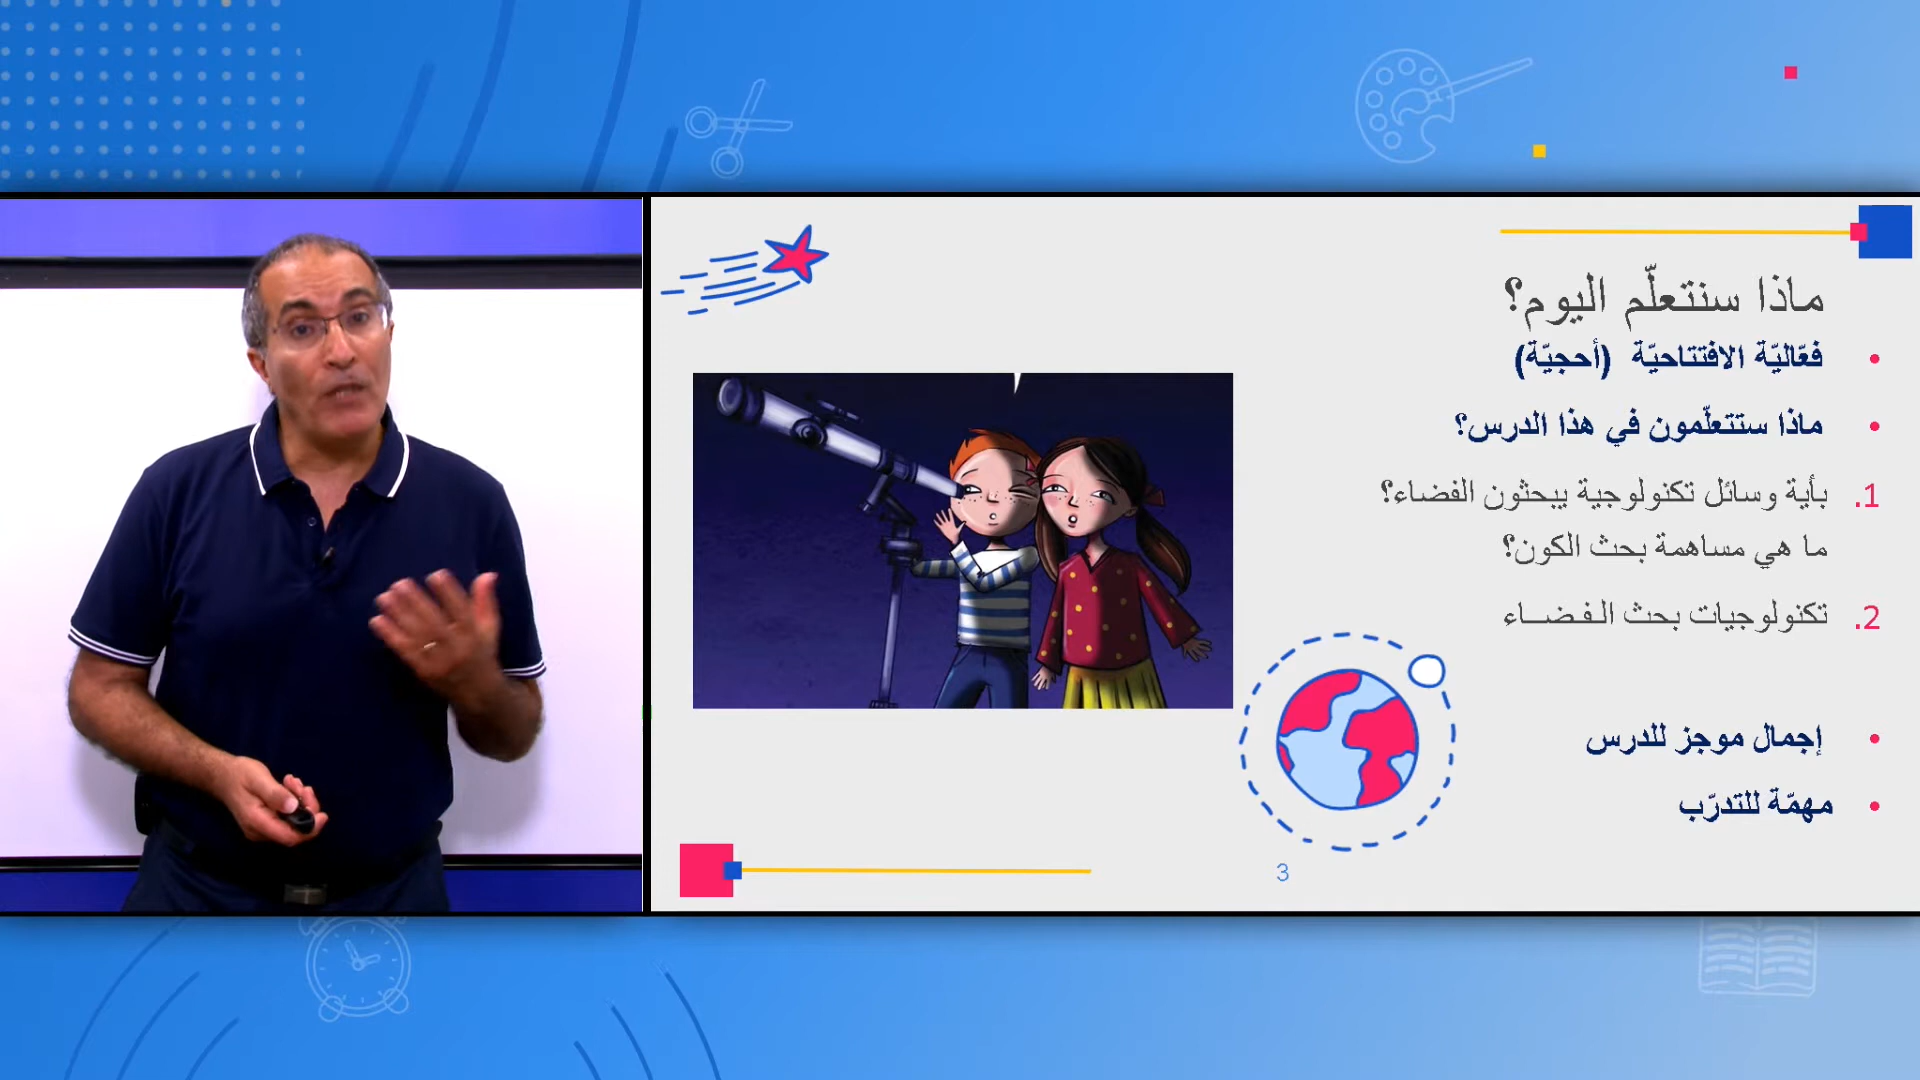 ماذا سنتعلّم اليوم؟
• فعّاليّة الافتتاحيّة (أحجيّة)
• ماذا ستتعلّمون في هذا الدرس؟
1. بأية وسائل تكنولوجية يبحثون الفضاء؟
ما هي مساهمة بحث الكون؟
2. تكنولوجيات بحث الـفـضــاء
• إجمال موجز للدرس
• مهمّة للتدرّب
3